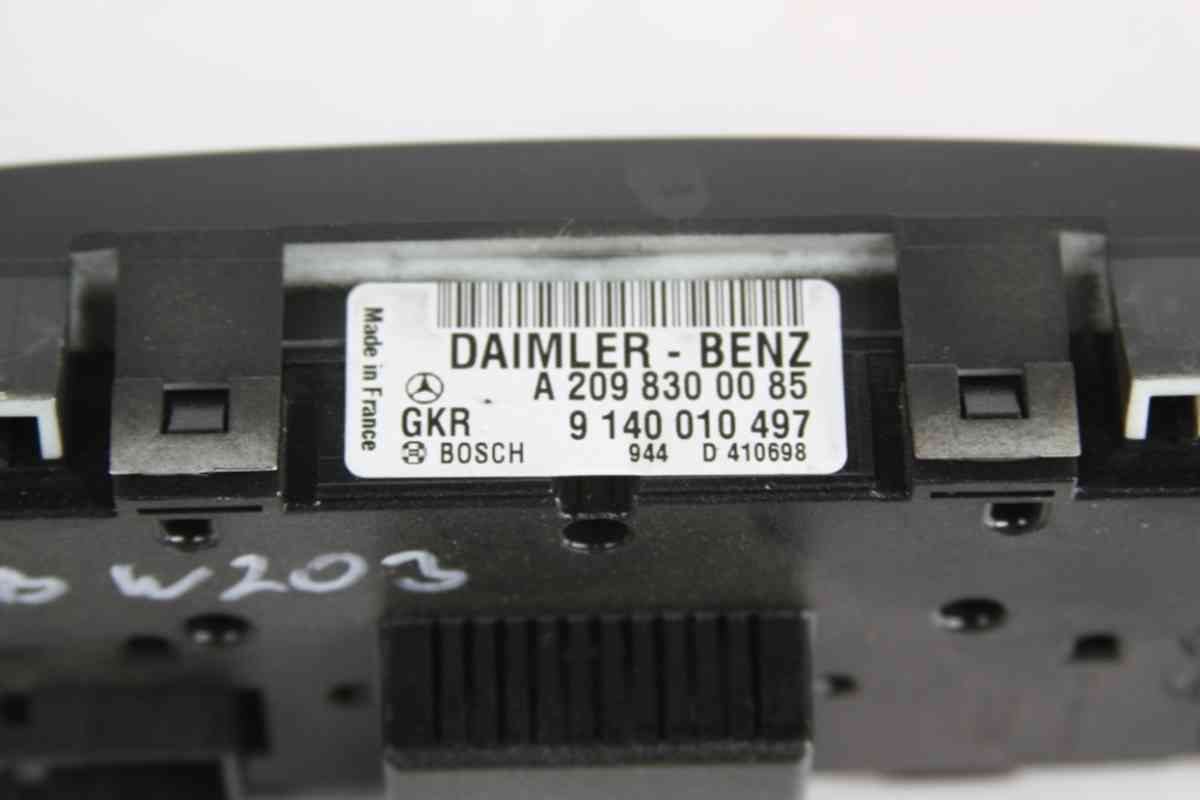 Made in France
DAIMLER - BENZ
A 209 830 00 85
GKR 9 140 010 497
BOSCH 944 D 410698
W203